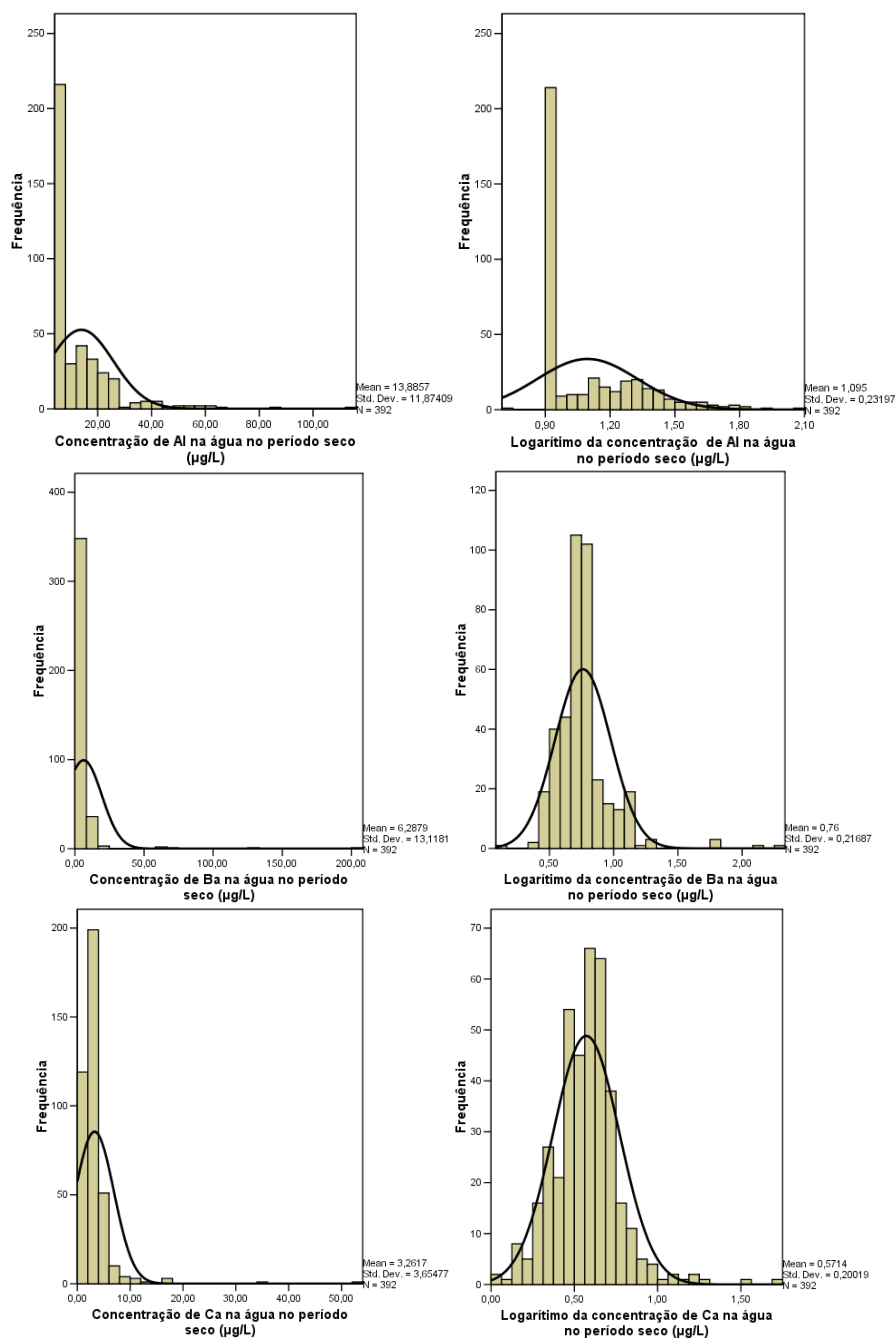 250
200
150
100
50
0
Frequência
20,00 40,00 60,00 80,00 100,00
Mean = 13,8857
Std. Dev. = 11,87409
N = 392
Concentração de Al na água no período seco
(µg/L)
250
200
150
100
50
0
Frequência
0,90 1,20 1,50 1,80 2,10
Mean = 1,095
Std. Dev. = 0,23197
N = 392
Logarítimo da concentração de Al na água
no período seco (µg/L)
400
300
200
100
0
Frequência
0,00 50,00 100,00 150,00 200,00
Mean = 6,2879
Std. Dev. = 13,1181
N = 392
Concentração de Ba na água no período
seco (µg/L)
120
100
80
60
40
20
0
Frequência
0,50 1,00 1,50 2,00
Mean = 0,76
Std. Dev. = 0,21687
N = 392
Logarítimo da concentração de Ba na água
no período seco (µg/L)
200
150
100
50
0
Frequência
0,00 10,00 20,00 30,00 40,00 50,00
Mean = 3,2617
Std. Dev. = 3,65477
N = 392
Concentração de Ca na água no período
seco (µg/L)
70
60
50
40
30
20
10
0
Frequência
0,00 0,50 1,00 1,50
Mean = 0,5714
Std. Dev. = 0,20019
N = 392
Logarítimo da concentração de Ca na água
no período seco (µg/L)